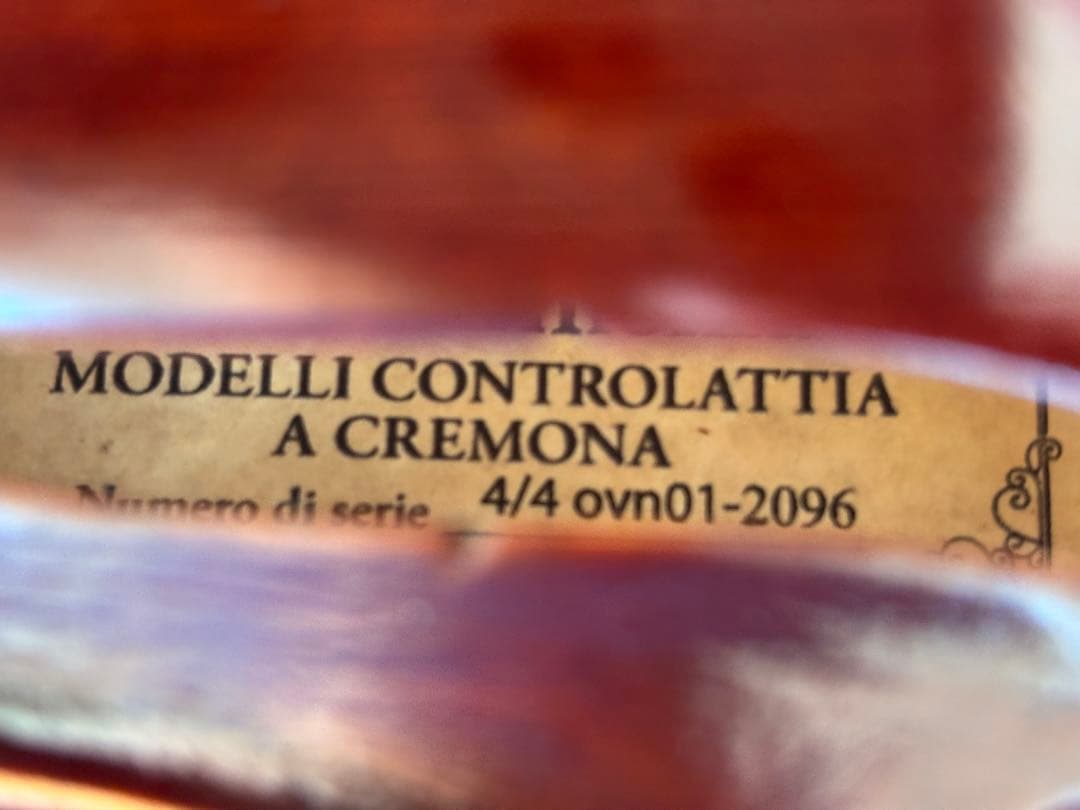 MODELLI CONTROLATTIA
A CREMONA
Numero di serie 4/4 ovn01-2096